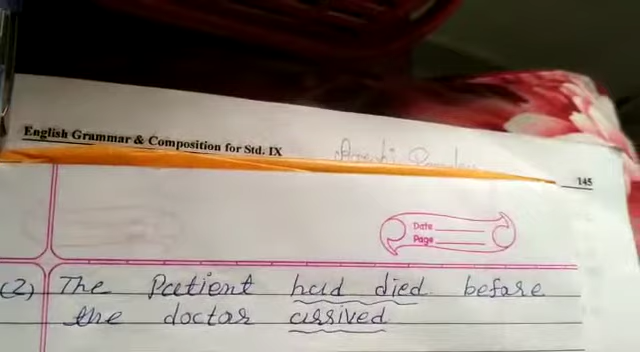 English Grammar & Composition for Std. IX
145
Date
Page
(2) The Patient had died before
the doctor arrived